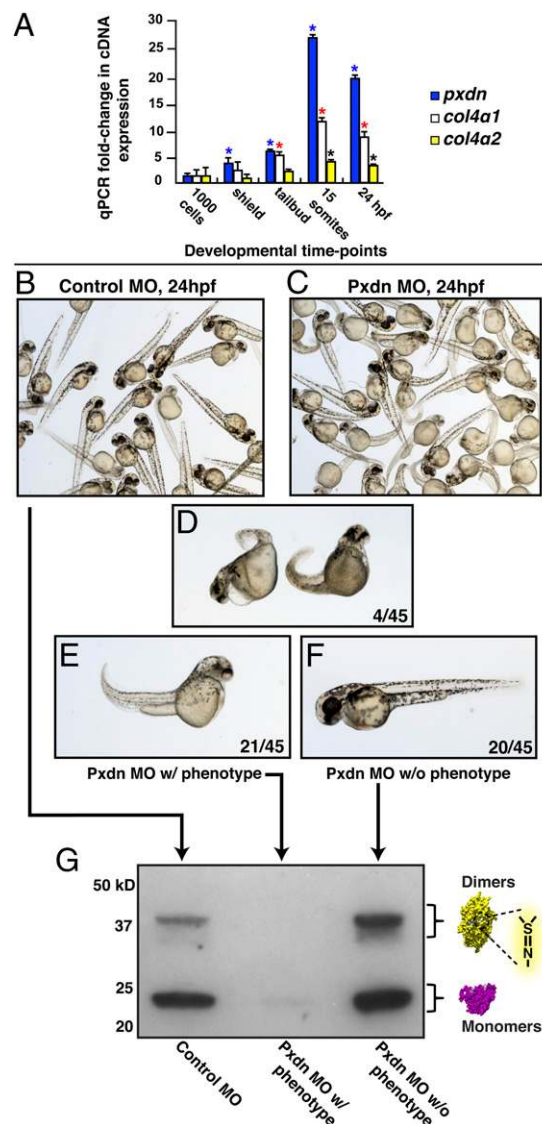 A
qPCR fold-change in cDNA
expression
30
25
20
15
10
5
0
1000
cells
shield
tailbud
15
somites
24 hpf
* pxdn
col4a1
col4a2
Developmental time-points
B
Control MO, 24hpf
C
Pxdn MO, 24hpf
D
4/45
E
21/45
F
20/45
Pxdn MO w/ phenotype
Pxdn MO w/o phenotype
G
50 kD
37
25
20
Dimers
S
N
Monomers
Control MO
Pxdn MO w/
phenotype
Pxdn MO w/o
phenotype